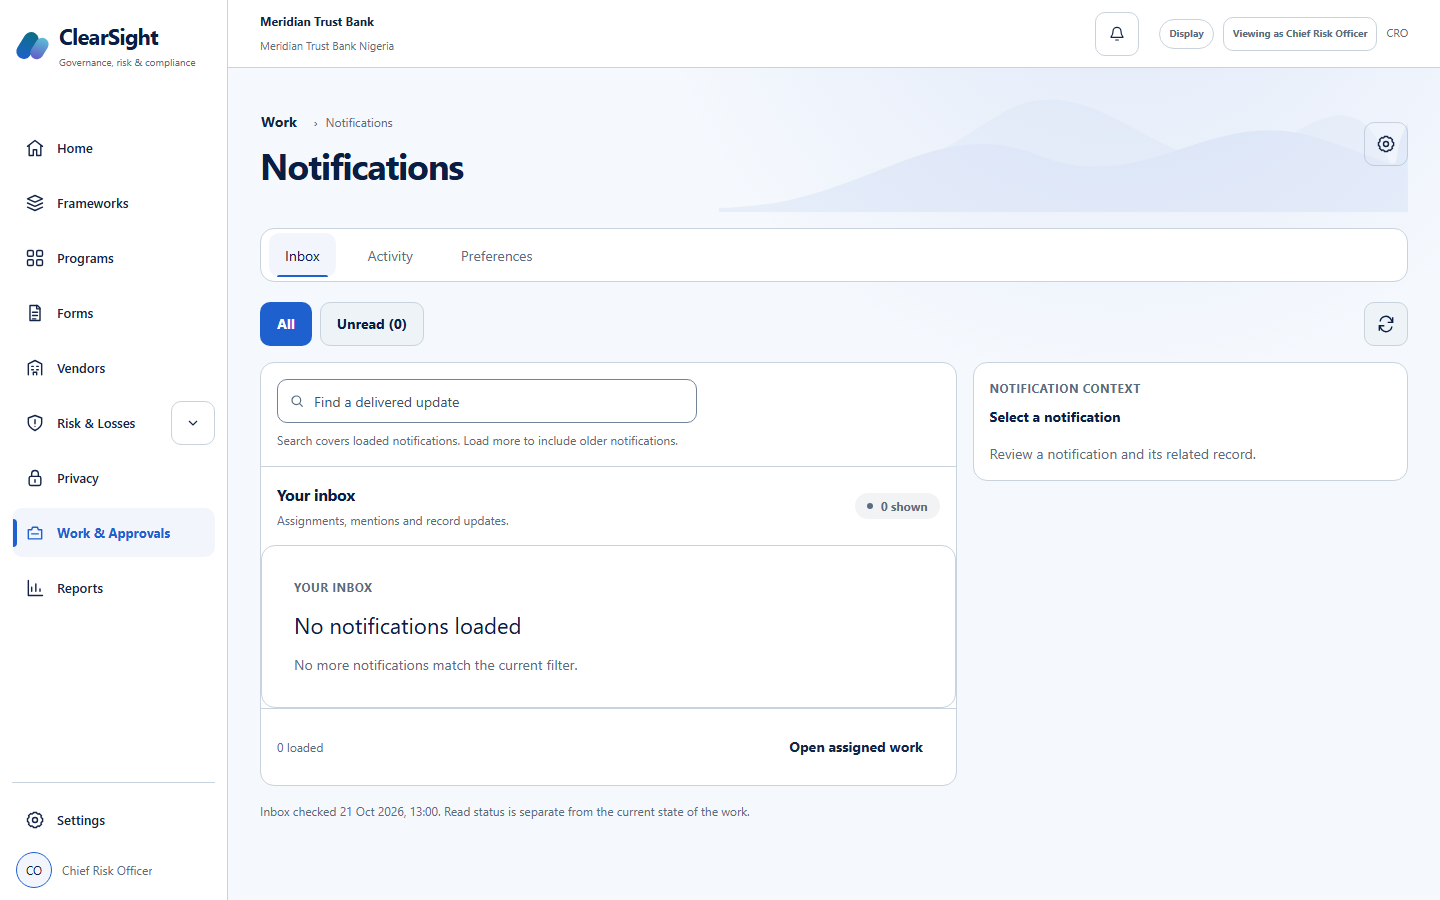 ClearSight
Governance, risk & compliance
Meridian Trust Bank
Meridian Trust Bank Nigeria
Display
Viewing as Chief Risk Officer
CRO
Home
Frameworks
Programs
Forms
Vendors
Risk & Losses
Privacy
Work & Approvals
Reports
Settings
CO
Chief Risk Officer
Work › Notifications
Notifications
Inbox
Activity
Preferences
All
Unread (0)
Find a delivered update
Search covers loaded notifications. Load more to include older notifications.
Your inbox
Assignments, mentions and record updates.
0 shown
YOUR INBOX
No notifications loaded
No more notifications match the current filter.
0 loaded
Open assigned work
Inbox checked 21 Oct 2026, 13:00. Read status is separate from the current state of the work.
NOTIFICATION CONTEXT
Select a notification
Review a notification and its related record.